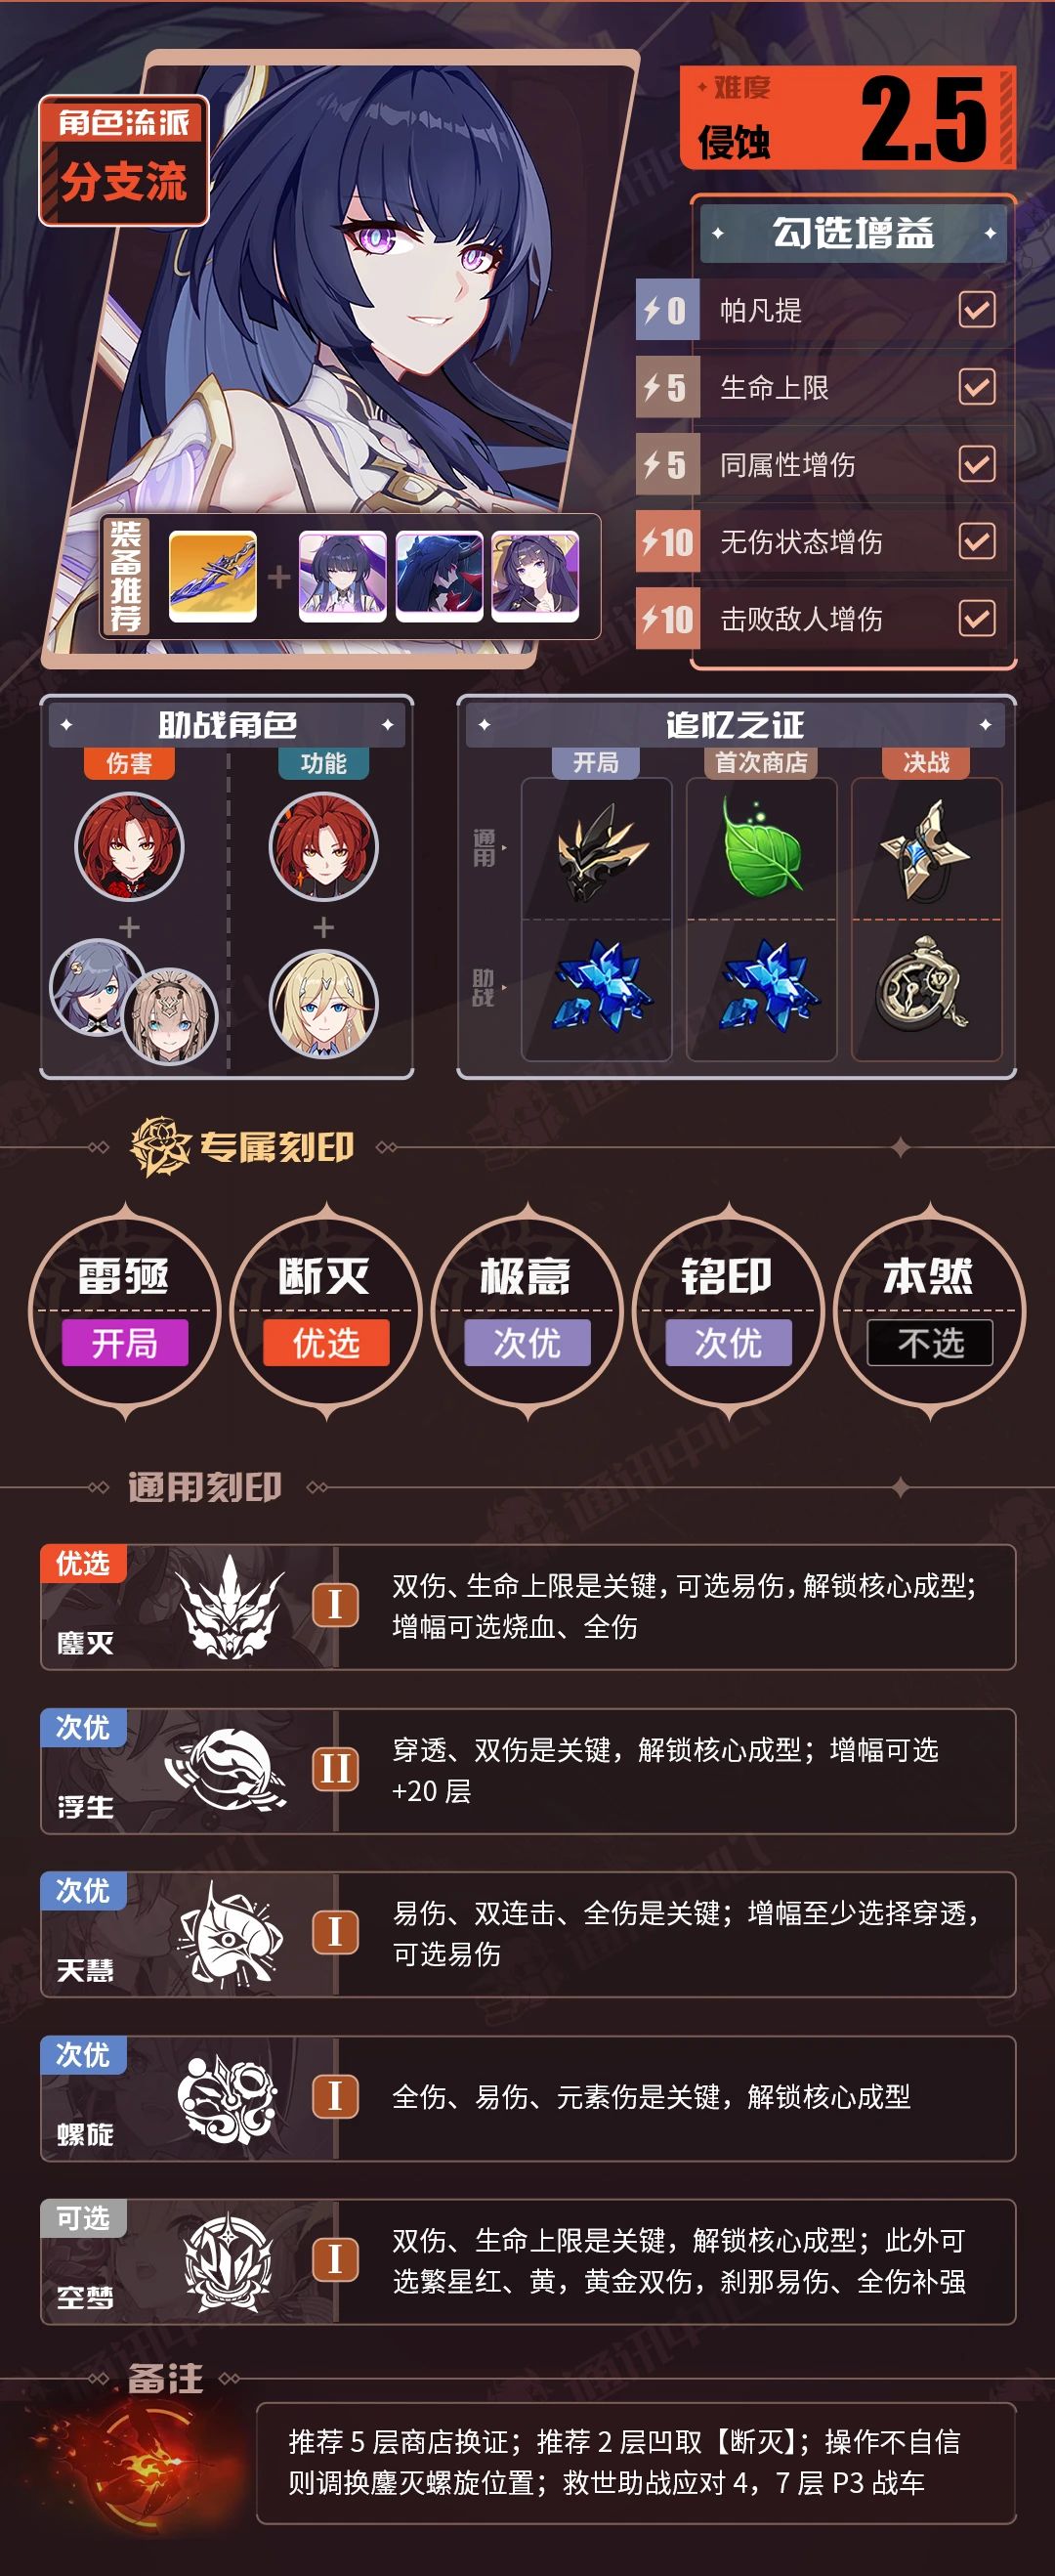 角色流派
分支流
难度
侵蚀
2.5
勾选增益
0 帕凡提
5 生命上限
5 同属性增伤
10 无伤状态增伤
10 击败敌人增伤
装备推荐
助战角色
伤害 功能
追忆之证
开局 首次商店 决战
通用
助战
专属刻印
雷殛 断灭 极意 铭印 本然
开局 优选 次优 次优 不选
通用刻印
优选
鏖灭
I
双伤、生命上限是关键，可选易伤，解锁核心成型；
增幅可选烧血、全伤
次优
浮生
II
穿透、双伤是关键，解锁核心成型；增幅可选
+20 层
次优
天慧
I
易伤、双连击、全伤是关键；增幅至少选择穿透，
可选易伤
次优
螺旋
I
全伤、易伤、元素伤是关键，解锁核心成型
可选
空梦
I
双伤、生命上限是关键，解锁核心成型；此外可
选繁星红、黄，黄金双伤，刹那易伤、全伤补强
备注
推荐 5 层商店换证；推荐 2 层凹取【断灭】；操作不自信
则调换鏖灭螺旋位置；救世助战应对 4，7 层 P3 战车